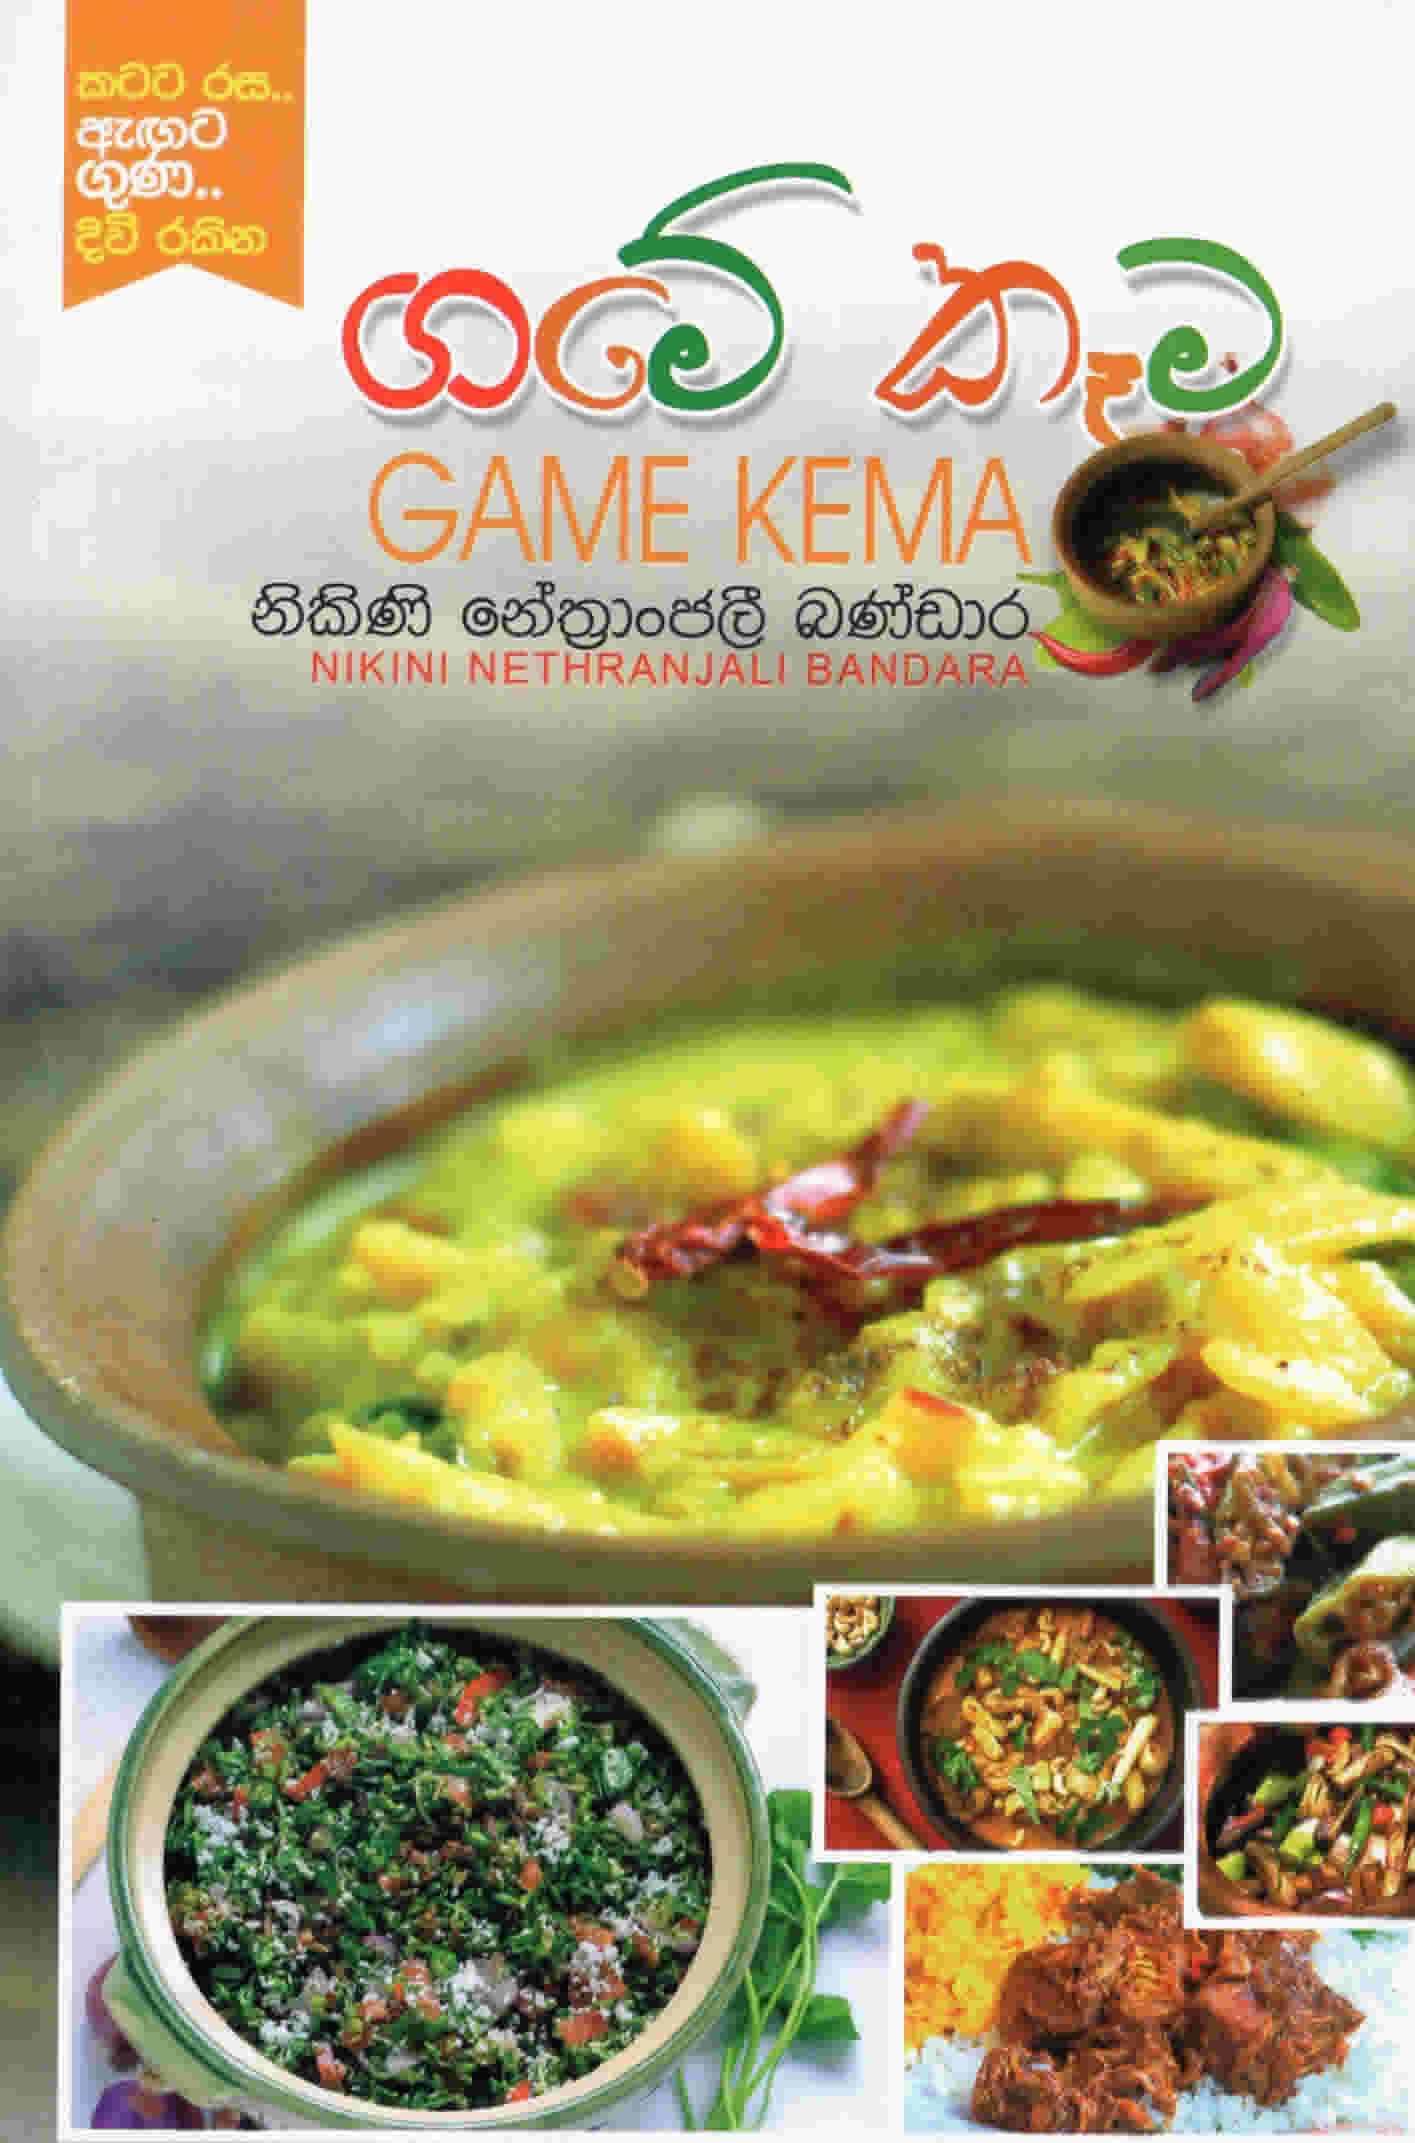 කටට රස..
ඇඟට
ගුණ..
දිවි රකින
ගමේ කෑම
GAME KEMA
නිකිණි නේත්‍රාංජලී බණ්ඩාර
NIKINI NETHRANJALI BANDARA